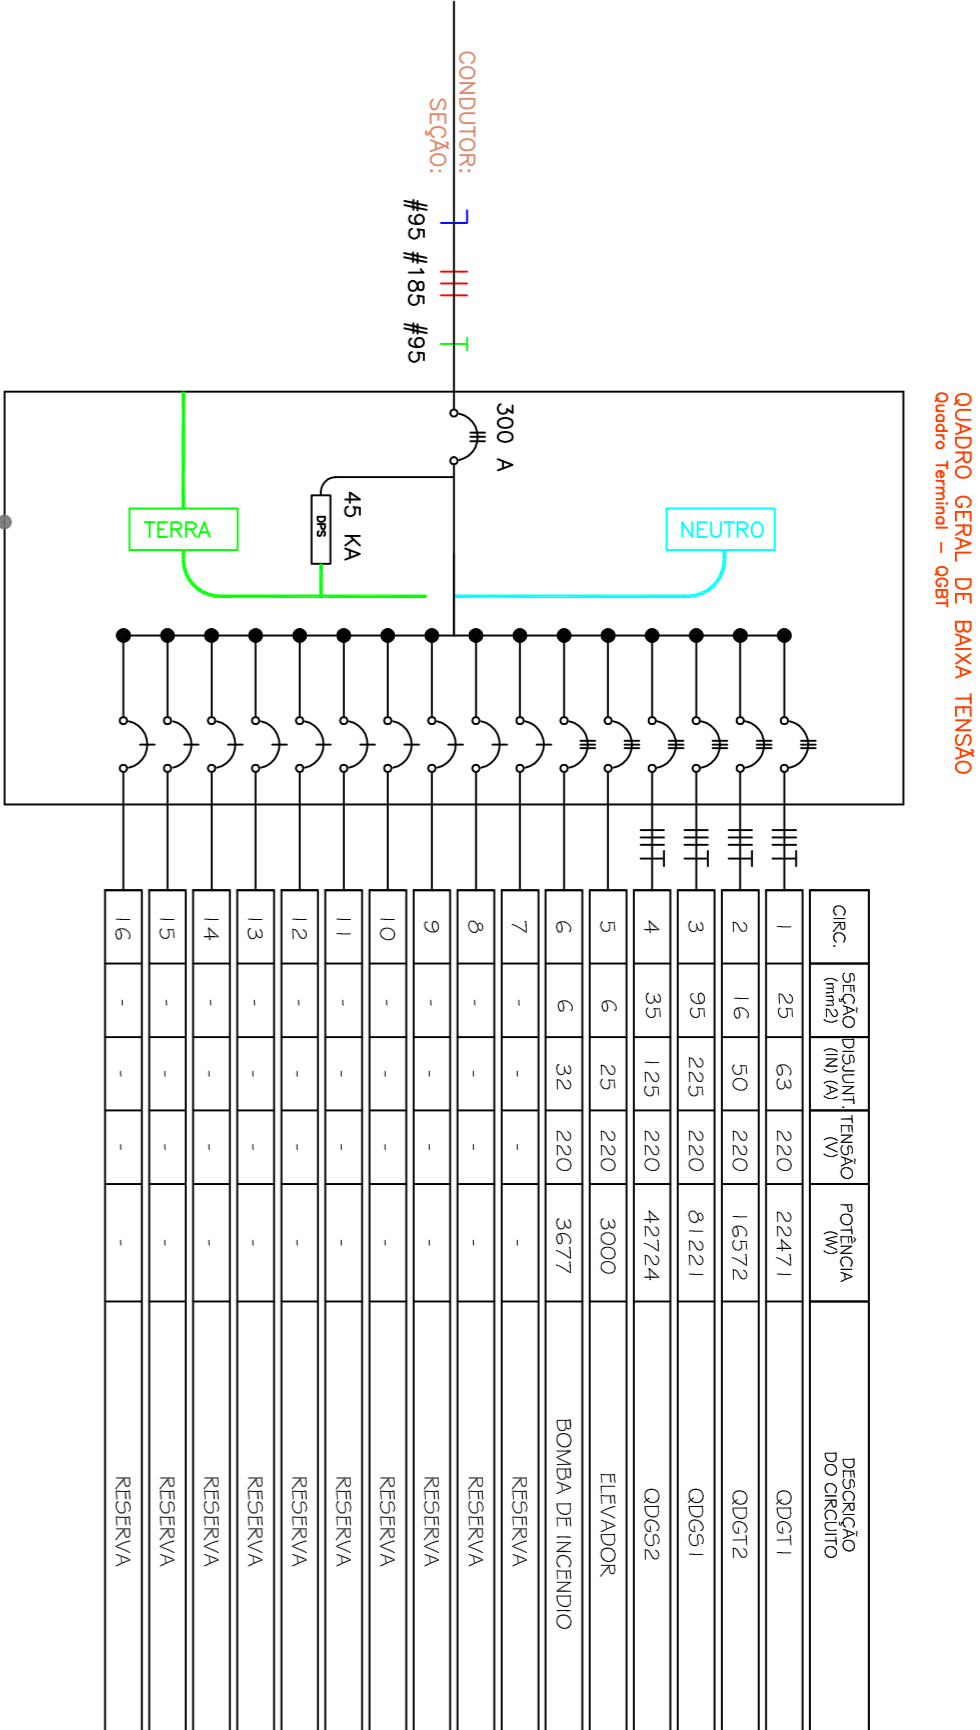 QUADRO GERAL DE BAIXA TENSÃO
Quadro Terminal - QGBT
CONDUTOR:
SEÇÃO:
#95 #185 #95
300 A
45 KA
DPS
NEUTRO
TERRA
CIRC. SEÇÃO (mm2) DISJUNT. (IN) (A) TENSÃO (V) POTÊNCIA (W) DESCRIÇÃO DO CIRCUITO
1 25 63 220 22471 QDGT1
2 16 50 220 16572 QDGT2
3 95 225 220 81221 QDGS1
4 35 125 220 42724 QDGS2
5 6 25 220 3000 ELEVADOR
6 6 32 220 3677 BOMBA DE INCENDIO
7 - - - - RESERVA
8 - - - - RESERVA
9 - - - - RESERVA
10 - - - - RESERVA
11 - - - - RESERVA
12 - - - - RESERVA
13 - - - - RESERVA
14 - - - - RESERVA
15 - - - - RESERVA
16 - - - - RESERVA